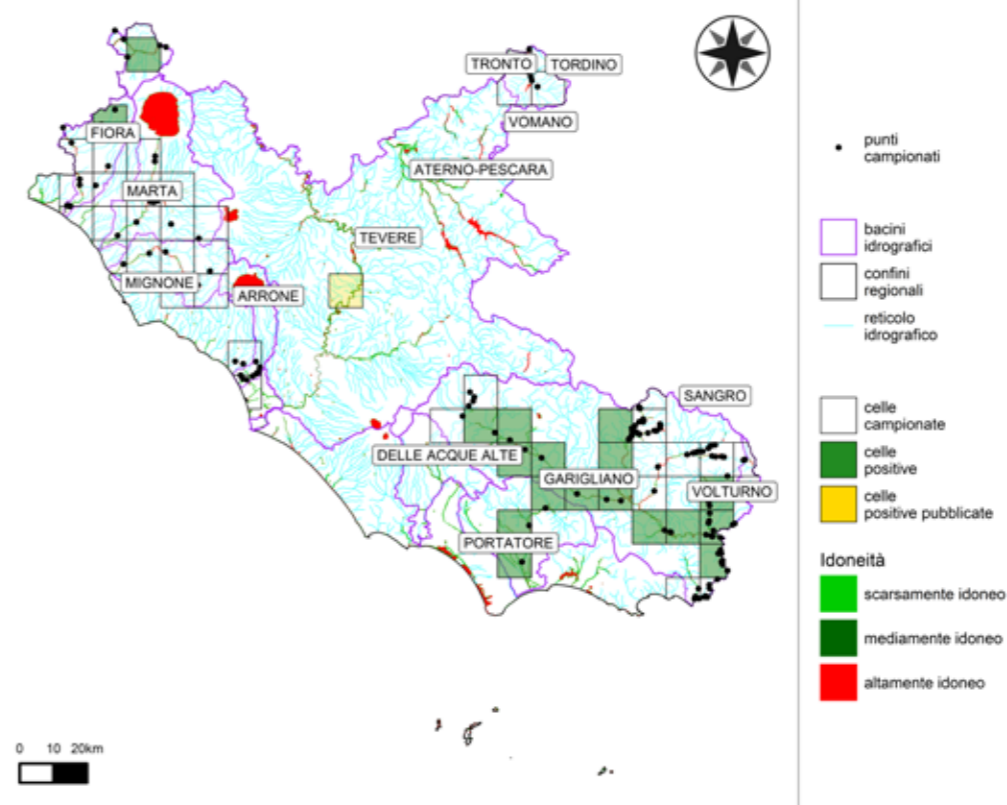 TRONTO
TORDINO
VOMANO
FIORA
ATERNO-PESCARA
MARTA
TEVERE
MIGNONE
ARRONE
SANGRO
DELLE ACQUE ALTE
GARIGLIANO
VOLTURNO
PORTATORE
0 10 20km
punti
campionati
bacini
idrografici
confini
regionali
reticolo
idrografico
celle
campionate
celle
positive
celle
positive pubblicate
Idoneità
scarsamente idoneo
mediamente idoneo
altamente idoneo